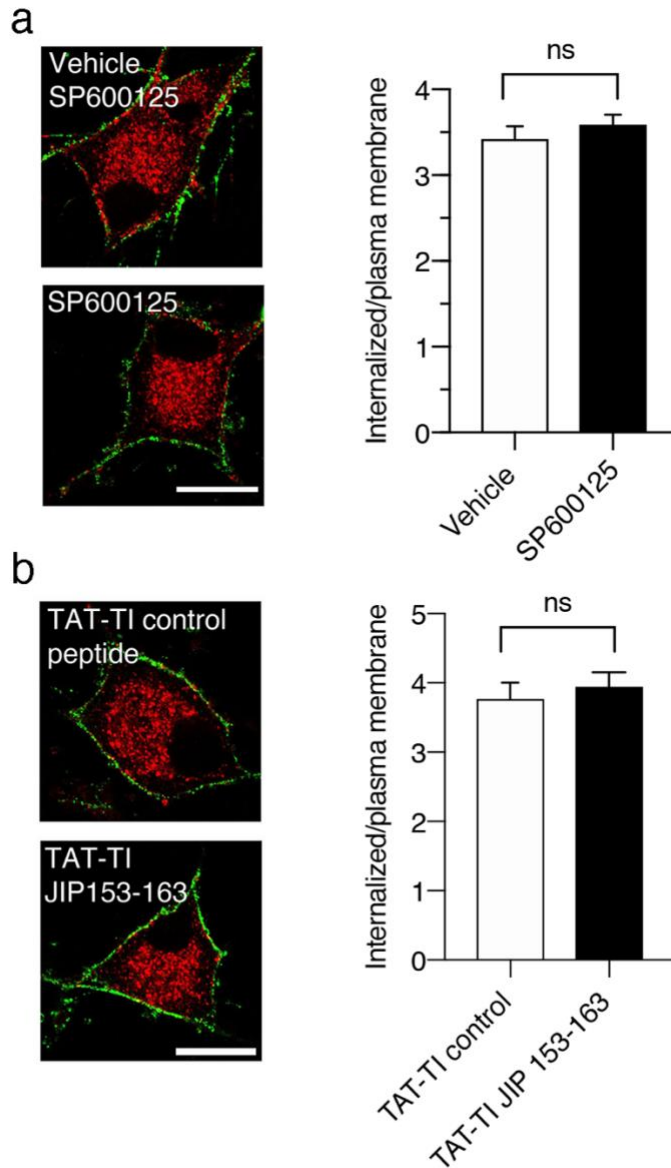 a
Vehicle
SP600125
SP600125
ns
Internalized/plasma membrane
4
3
2
1
0
Vehicle
SP600125
b
TAT-TI control
peptide
TAT-TI
JIP153-163
ns
Internalized/plasma membrane
5
4
3
2
1
0
TAT-TI control
TAT-TI JIP 153-163